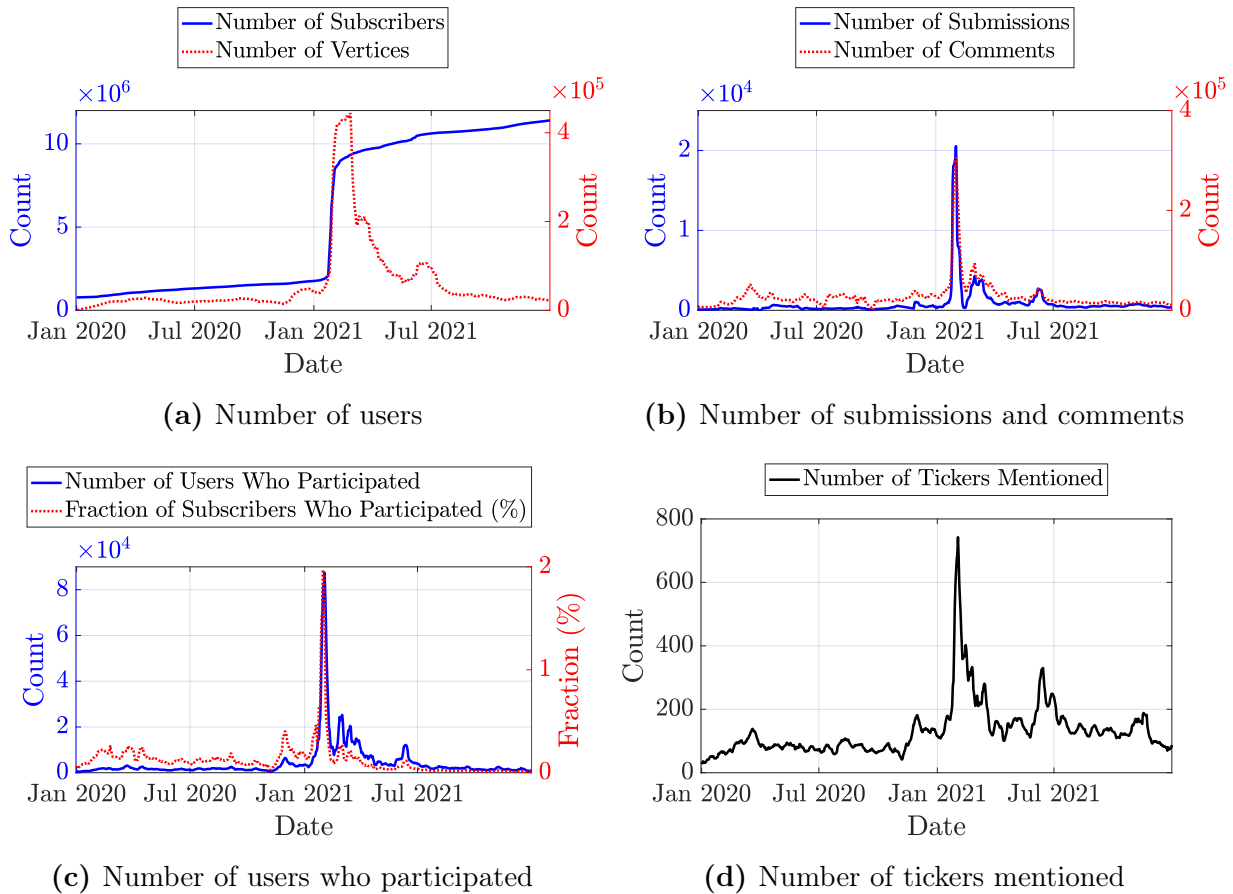 Number of Subscribers
Number of Vertices
×10^6
×10^5
10
5
0
4
2
0
Count
Count
Jan 2020 Jul 2020 Jan 2021 Jul 2021
Date
(a) Number of users
Number of Submissions
Number of Comments
×10^4
×10^5
2
1
0
4
2
0
Count
Count
Jan 2020 Jul 2020 Jan 2021 Jul 2021
Date
(b) Number of submissions and comments
Number of Users Who Participated
Fraction of Subscribers Who Participated (%)
×10^4
8
6
4
2
0
2
1
0
Count
Fraction (%)
Jan 2020 Jul 2020 Jan 2021 Jul 2021
Date
(c) Number of users who participated
Number of Tickers Mentioned
800
600
400
200
0
Count
Jan 2020 Jul 2020 Jan 2021 Jul 2021
Date
(d) Number of tickers mentioned